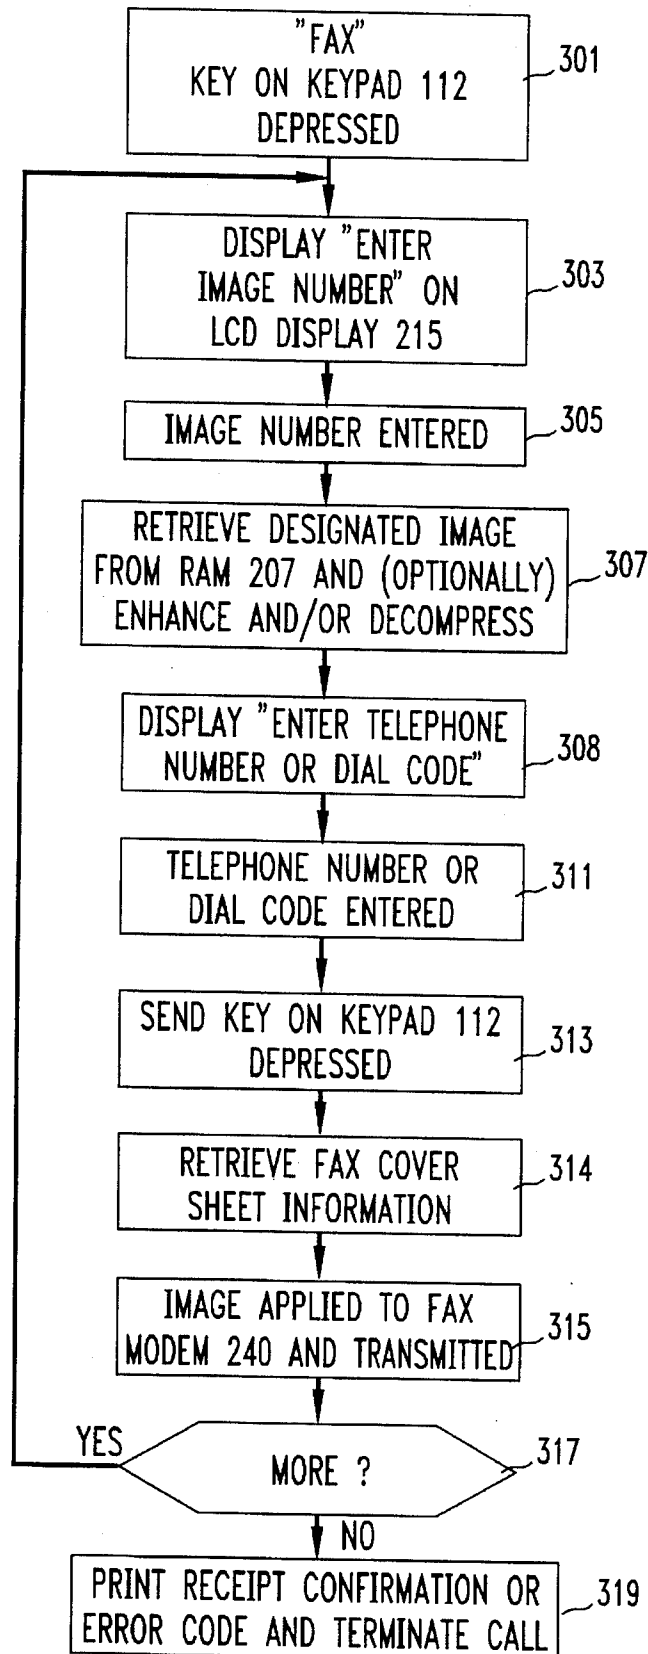 "FAX"
KEY ON KEYPAD 112
DEPRESSED
301
DISPLAY "ENTER
IMAGE NUMBER" ON
LCD DISPLAY 215
303
IMAGE NUMBER ENTERED
305
RETRIEVE DESIGNATED IMAGE
FROM RAM 207 AND (OPTIONALLY)
ENHANCE AND/OR DECOMPRESS
307
DISPLAY "ENTER TELEPHONE
NUMBER OR DIAL CODE"
308
TELEPHONE NUMBER OR
DIAL CODE ENTERED
311
SEND KEY ON KEYPAD 112
DEPRESSED
313
RETRIEVE FAX COVER
SHEET INFORMATION
314
IMAGE APPLIED TO FAX
MODEM 240 AND TRANSMITTED
315
YES
MORE ?
317
NO
PRINT RECEIPT CONFIRMATION OR
ERROR CODE AND TERMINATE CALL
319